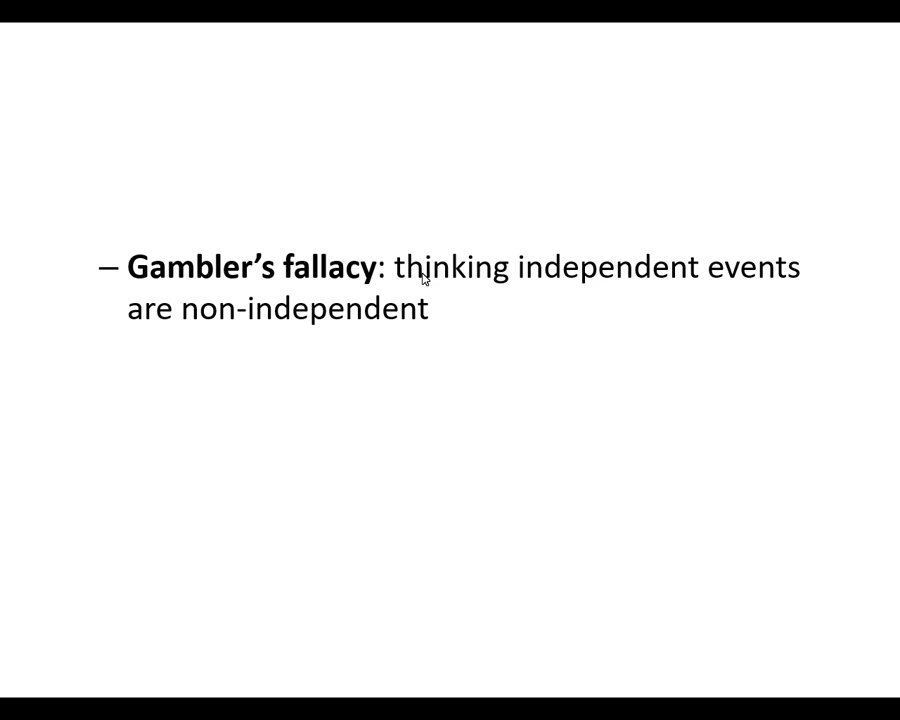 – Gambler’s fallacy: thinking independent events
are non-independent